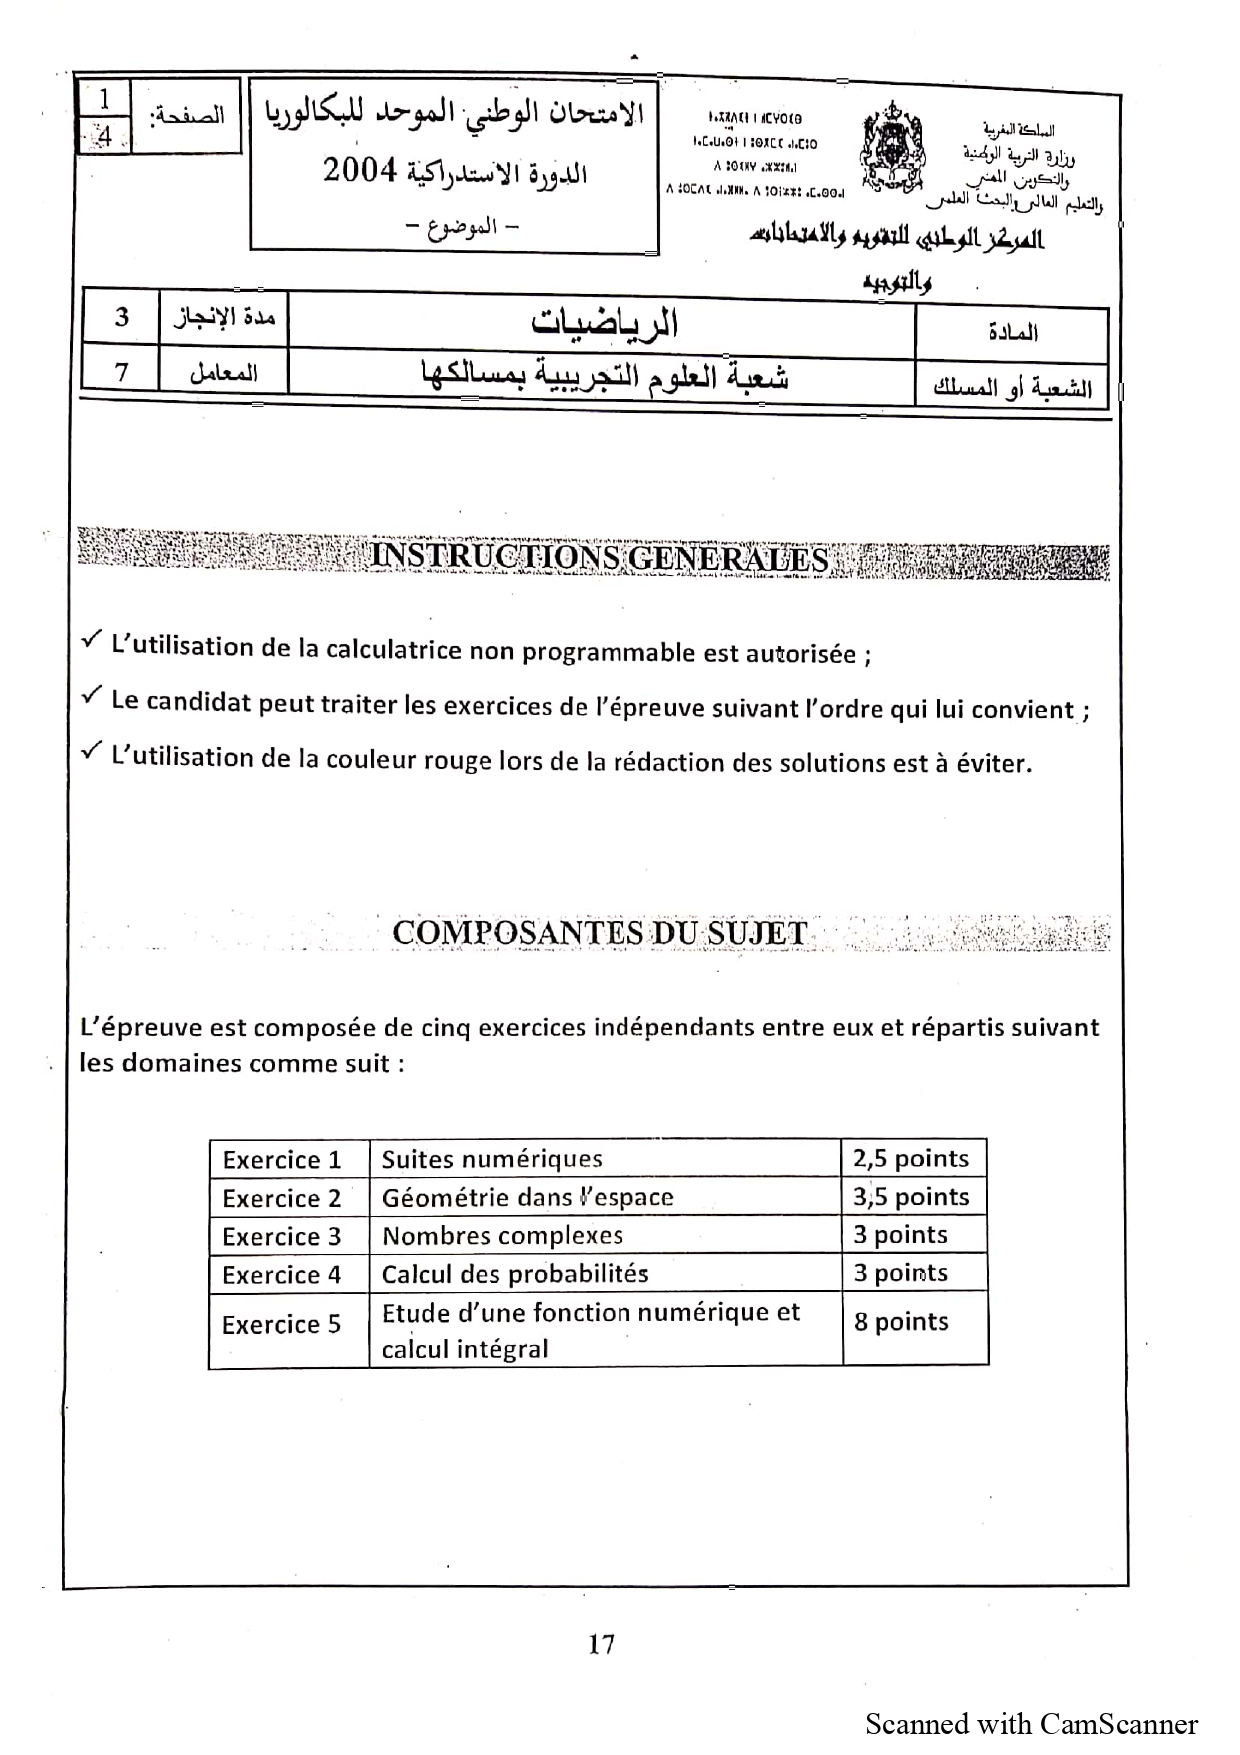 المملكة المغربية
وزارة التربية الوطنية
والتكوين المهني
والتعليم العالي والبحث العلمي
المركز الوطني للتقويم والامتحانات
والتوجيه
الامتحان الوطني الموحد للبكالوريا
الدورة الاستدراكية 2004
- الموضوع -
الصفحة:
1
4
المادة
الرياضيات
مدة الإنجاز
3
الشعبة أو المسلك
شعبة العلوم التجريبية بمسالكها
المعامل
7
INSTRUCTIONS GENERALES
✓ L'utilisation de la calculatrice non programmable est autorisée ;
✓ Le candidat peut traiter les exercices de l'épreuve suivant l'ordre qui lui convient ;
✓ L'utilisation de la couleur rouge lors de la rédaction des solutions est à éviter.
COMPOSANTES DU SUJET
L'épreuve est composée de cinq exercices indépendants entre eux et répartis suivant
les domaines comme suit :
Exercice 1 Suites numériques 2,5 points
Exercice 2 Géométrie dans l'espace 3,5 points
Exercice 3 Nombres complexes 3 points
Exercice 4 Calcul des probabilités 3 points
Exercice 5 Etude d'une fonction numérique et calcul intégral 8 points
17
Scanned with CamScanner